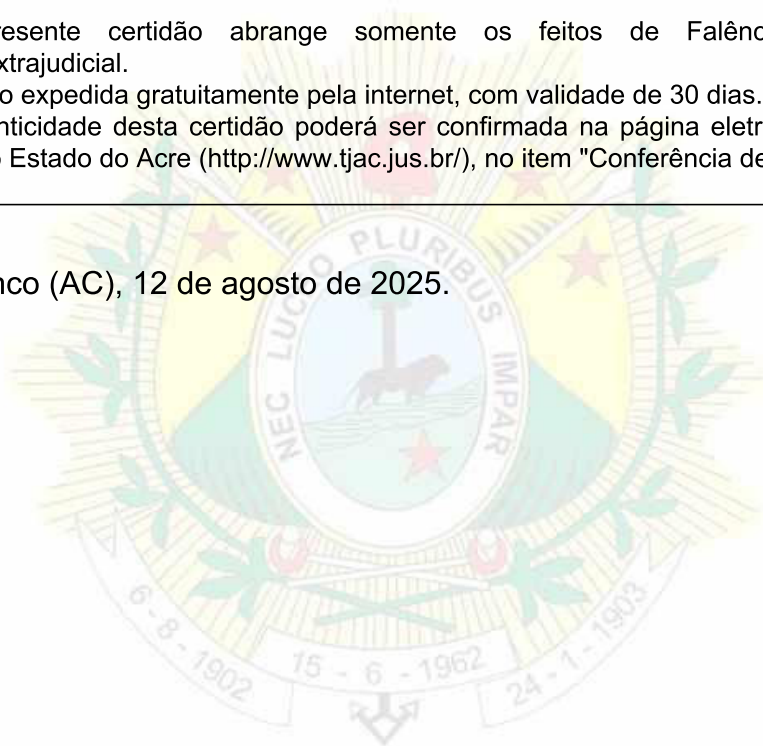 resente certidão abrange somente os feitos de Falênc
xtrajudicial.
o expedida gratuitamente pela internet, com validade de 30 dias.
nticidade desta certidão poderá ser confirmada na página eletr
o Estado do Acre (http://www.tjac.jus.br/), no item "Conferência de
nco (AC), 12 de agosto de 2025.
NEC LUCEO PLURIBUS IMPAR
6 - 8 - 1902
15 - 6 - 1962
24 - 1 - 1903